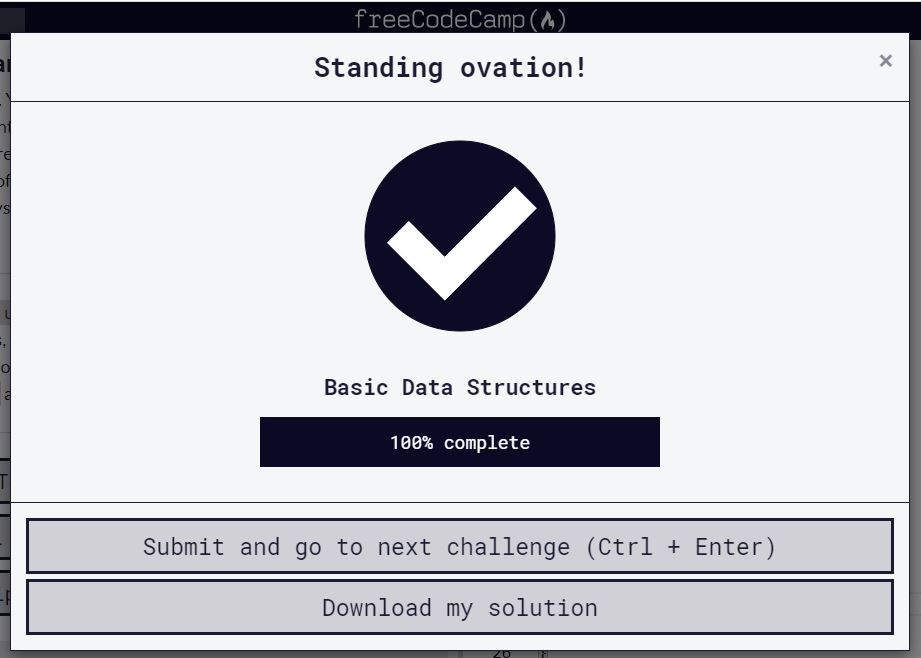 freeCodeCamp(🔥)
Standing ovation!
×
Basic Data Structures
100% complete
Submit and go to next challenge (Ctrl + Enter)
Download my solution
26